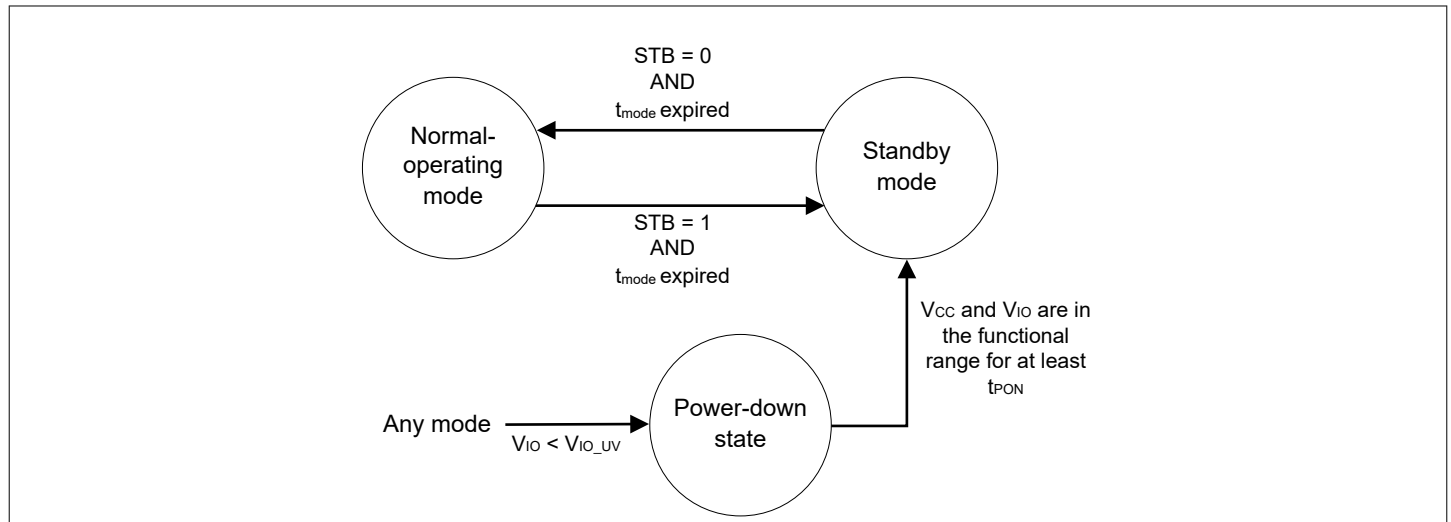 STB = 0
AND
tmode expired
Normal-
operating
mode
Standby
mode
STB = 1
AND
tmode expired
VCC and VIO are in
the functional
range for at least
tPON
Any mode
VIO < VIO_UV
Power-down
state